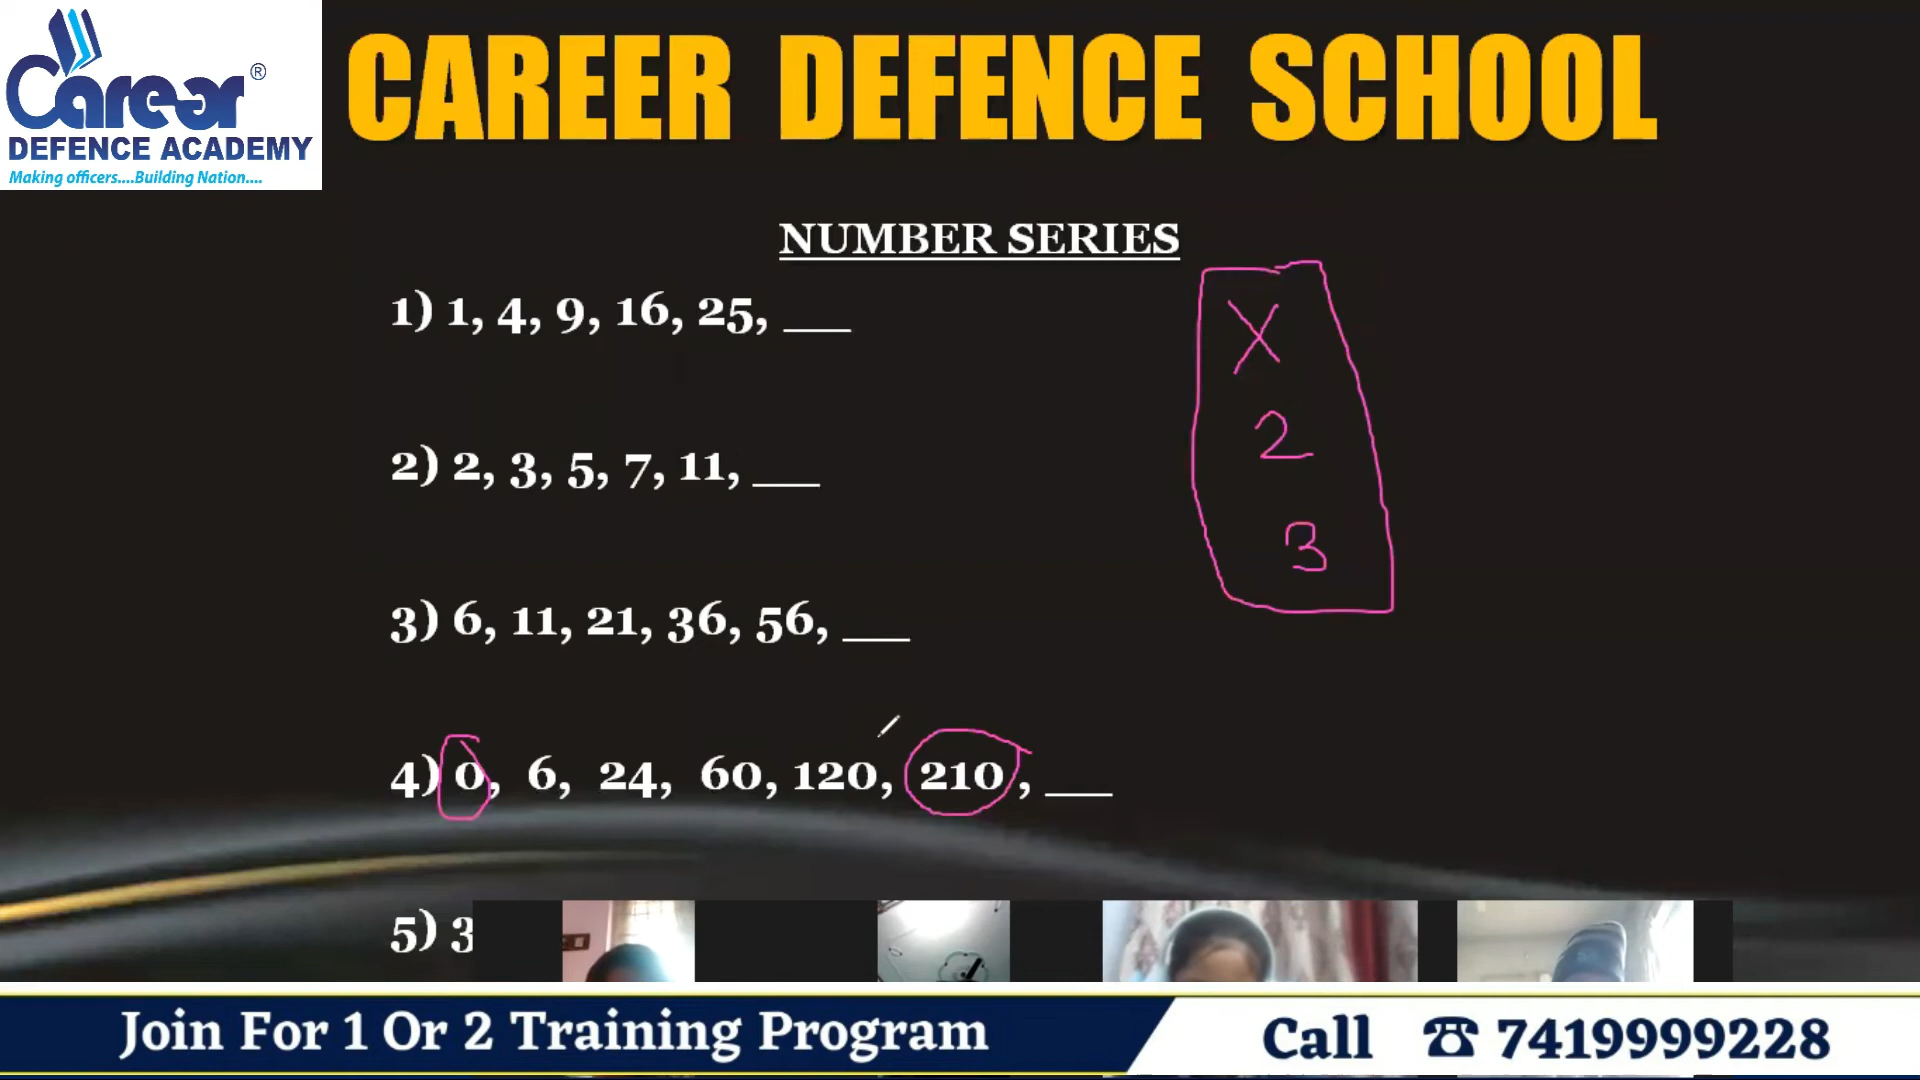 Carear®
DEFENCE ACADEMY
Making officers....Building Nation....
CAREER DEFENCE SCHOOL
NUMBER SERIES
1) 1, 4, 9, 16, 25, ___
X
2
3
2) 2, 3, 5, 7, 11, ___
3) 6, 11, 21, 36, 56, ___
4) 0, 6, 24, 60, 120, 210, ___
5) 3
Join For 1 Or 2 Training Program
Call ☎ 7419999228